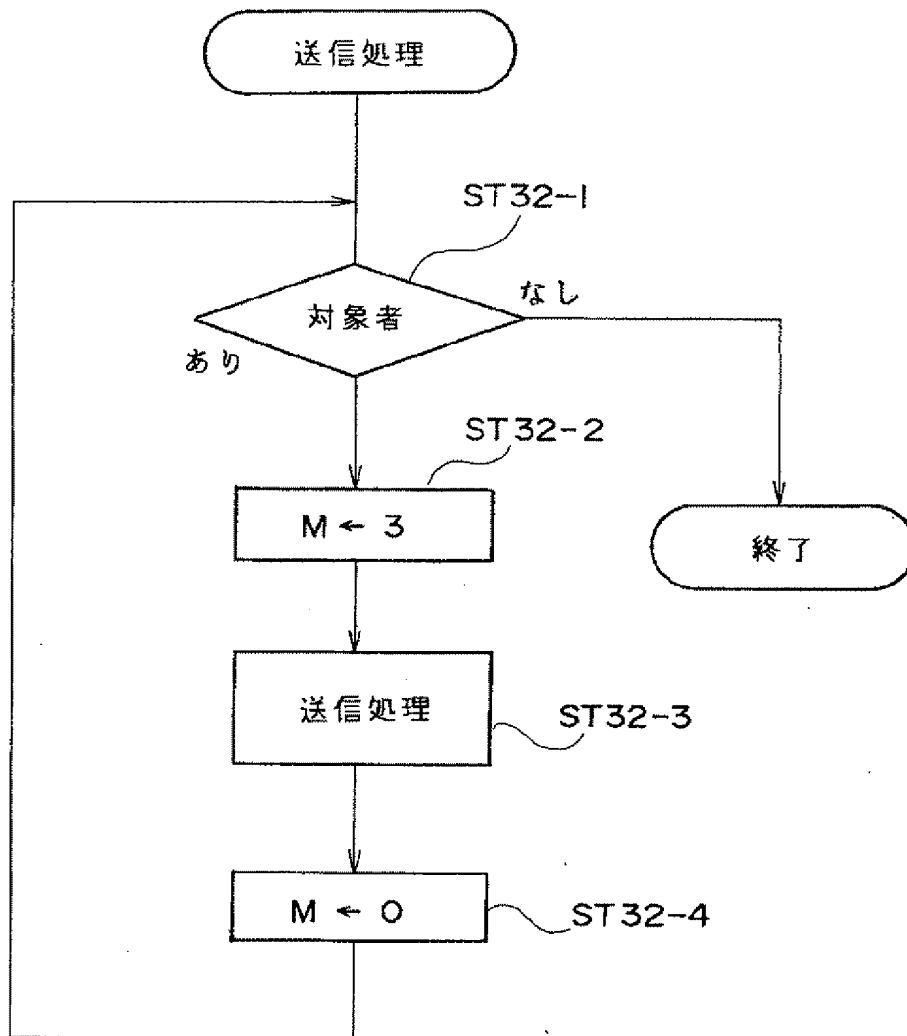 送信処理
ST32-1
対象者
なし
あり
ST32-2
M ← 3
終了
送信処理
ST32-3
M ← 0
ST32-4